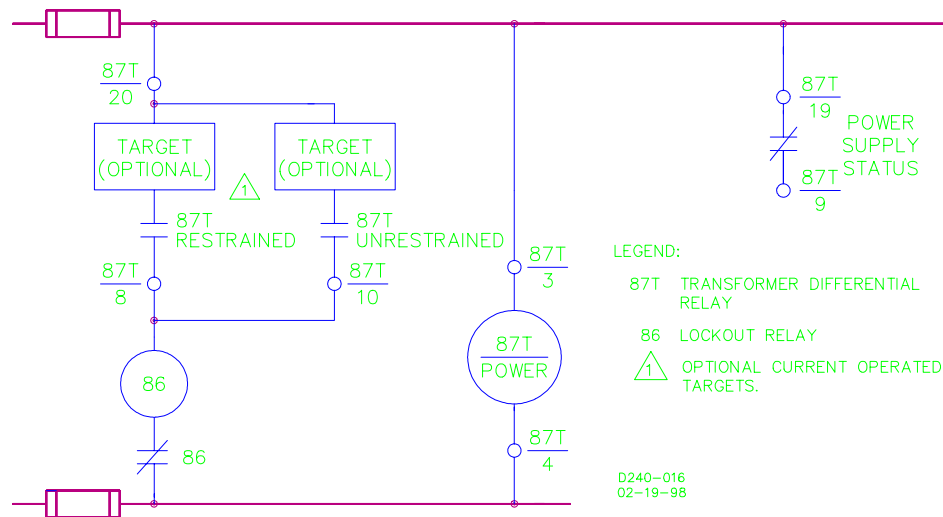 87T
20
TARGET
(OPTIONAL)
TARGET
(OPTIONAL)
1
87T
RESTRAINED
87T
UNRESTRAINED
87T
8
87T
10
86
86
87T
3
87T
POWER
87T
4
87T
19
POWER
SUPPLY
STATUS
87T
9
LEGEND:
87T TRANSFORMER DIFFERENTIAL
RELAY
86 LOCKOUT RELAY
1 OPTIONAL CURRENT OPERATED
TARGETS.
D240-016
02-19-98